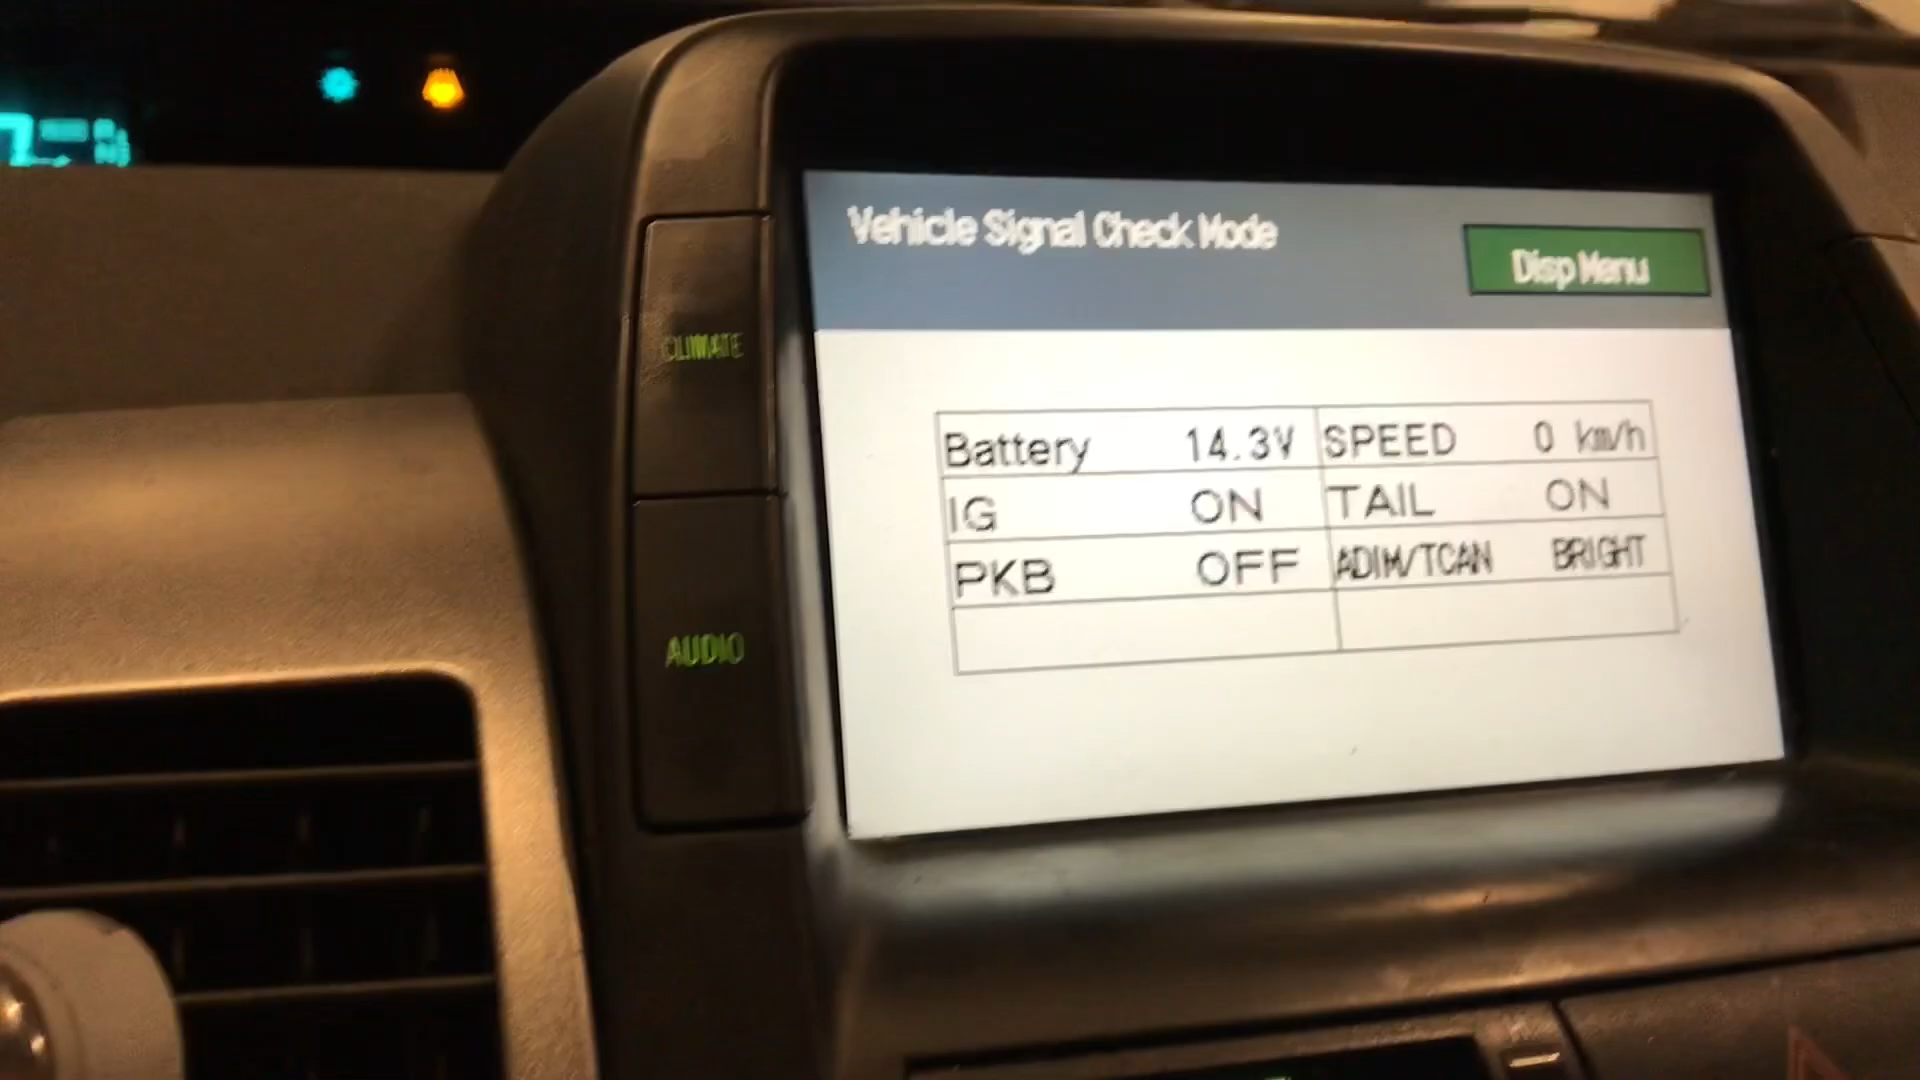 Vehicle Signal Check Mode
Disp Menu
CLIMATE
Battery 14.3V SPEED 0 km/h
IG ON TAIL ON
PKB OFF ADIM/TCAN BRIGHT
AUDIO